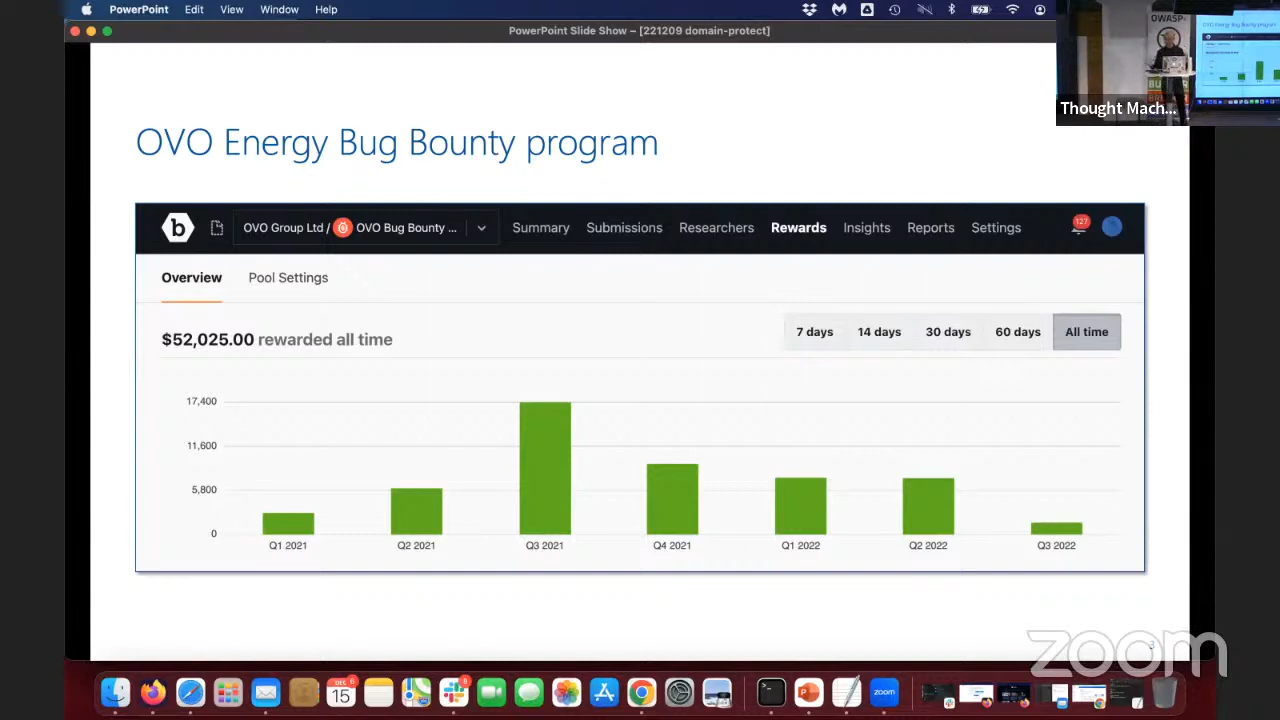 PowerPoint Edit View Window Help
PowerPoint Slide Show – [221209 domain-protect]
OWASP
Thought Mach...
OVO Energy Bug Bounty program
b OVO Group Ltd / OVO Bug Bounty ... Summary Submissions Researchers Rewards Insights Reports Settings 127
Overview Pool Settings
$52,025.00 rewarded all time
7 days 14 days 30 days 60 days All time
17,400
11,600
5,800
0
Q1 2021 Q2 2021 Q3 2021 Q4 2021 Q1 2022 Q2 2022 Q3 2022
3
zoom
DEC 6
15 8 zoom